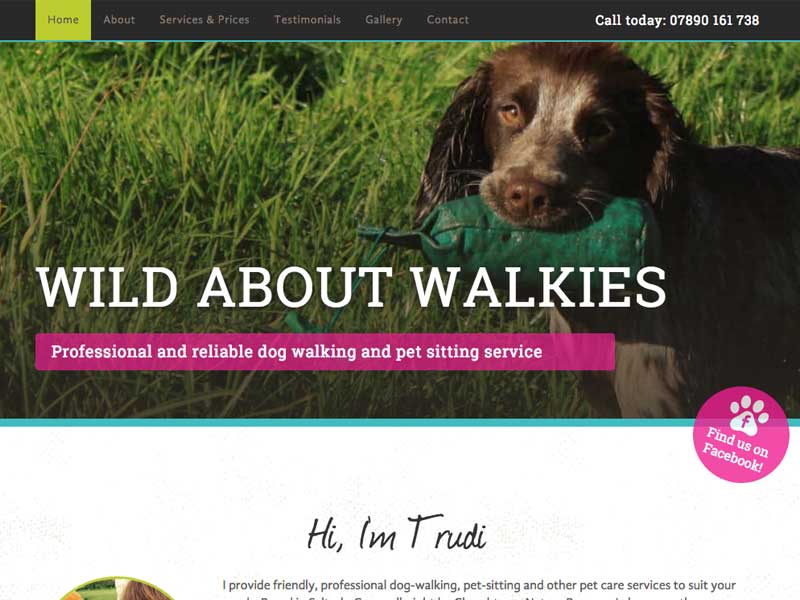 Home About Services & Prices Testimonials Gallery Contact Call today: 07890 161 738
WILD ABOUT WALKIES
Professional and reliable dog walking and pet sitting service
f
Find us on
Facebook!
Hi, I'm Trudi
I provide friendly, professional dog-walking, pet-sitting and other pet care services to suit your